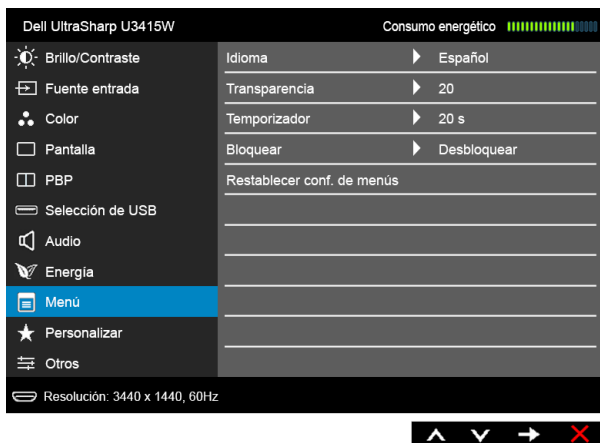 Dell UltraSharp U3415W
Consumo energético
Brillo/Contraste
Idioma
Español
Fuente entrada
Transparencia
20
Color
Temporizador
20 s
Pantalla
Bloquear
Desbloquear
PBP
Restablecer conf. de menús
Selección de USB
Audio
Energía
Menú
Personalizar
Otros
Resolución: 3440 x 1440, 60Hz